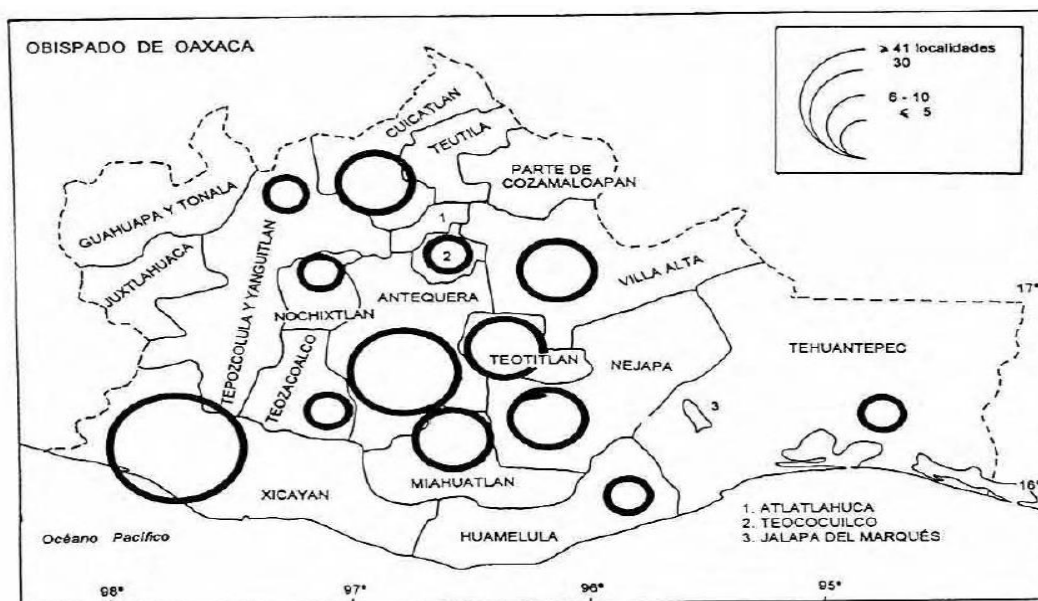 OBISPADO DE OAXACA
⩾ 41 localidades
30
6 - 10
⩽ 5
CUICATLAN
TEUTILA
PARTE DE
COZAMALOAPAN
GUAHUAPA Y TONALA
JUXTLAHUACA
TEPOZCOLULA Y YANGUITLAN
1
2
VILLA ALTA
ANTEQUERA
NOCHIXTLAN
17°
TEOTITLAN
NEJAPA
TEHUANTEPEC
TEOZACOALCO
3
MIAHUATLAN
XICAYAN
16°
HUAMELULA
Océano Pacífico
1. ATLATLAHUCA
2. TEOCOCUILCO
3. JALAPA DEL MARQUÉS
98°
97°
96°
95°